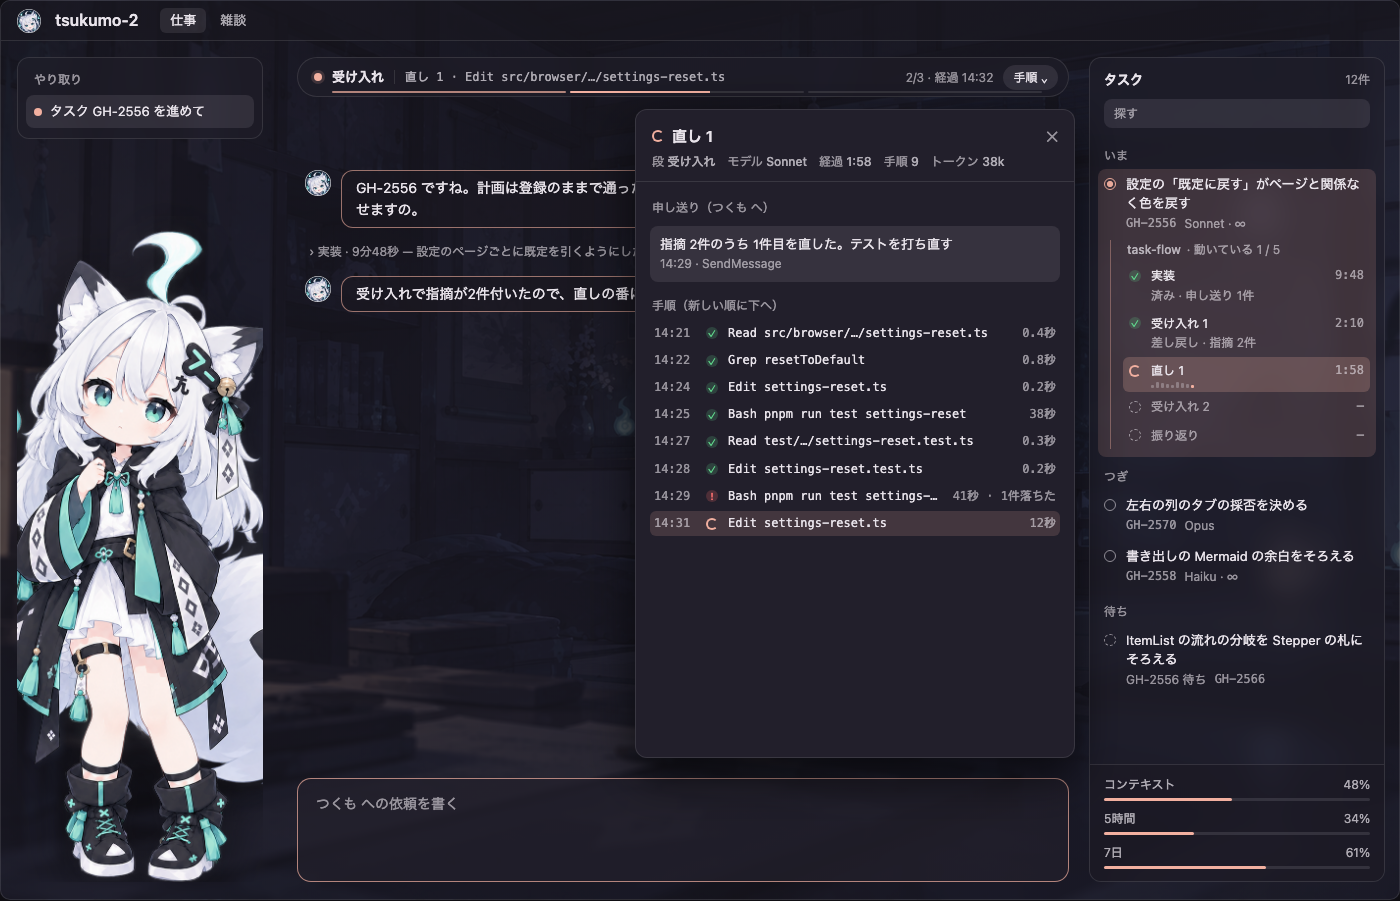 tsukumo-2
仕事
雑談
やり取り
タスク GH-2556 を進めて
受け入れ
直し 1 · Edit src/browser/…/settings-reset.ts
2/3 · 経過 14:32
手順
GH-2556 ですね。計画は登録のままで通った
せますの。
› 実装 · 9分48秒 — 設定のページごとに既定を引くようにした
受け入れで指摘が2件付いたので、直しの番に
直し 1
段 受け入れ モデル Sonnet 経過 1:58 手順 9 トークン 38k
申し送り（つくも へ）
指摘 2件のうち 1件目を直した。テストを打ち直す
14:29 · SendMessage
手順（新しい順に下へ）
14:21 Read src/browser/…/settings-reset.ts 0.4秒
14:22 Grep resetToDefault 0.8秒
14:24 Edit settings-reset.ts 0.2秒
14:25 Bash pnpm run test settings-reset 38秒
14:27 Read test/…/settings-reset.test.ts 0.3秒
14:28 Edit settings-reset.test.ts 0.2秒
14:29 Bash pnpm run test settings-… 41秒 · 1件落ちた
14:31 Edit settings-reset.ts 12秒
つくも への依頼を書く
タスク 12件
探す
いま
設定の「既定に戻す」がページと関係な
く色を戻す
GH-2556 Sonnet · ∞
task-flow · 動いている 1 / 5
実装 9:48
済み · 申し送り 1件
受け入れ 1 2:10
差し戻し · 指摘 2件
直し 1 1:58
受け入れ 2 –
振り返り –
つぎ
左右の列のタブの採否を決める
GH-2570 Opus
書き出しの Mermaid の余白をそろえる
GH-2558 Haiku · ∞
待ち
ItemList の流れの分岐を Stepper の札に
そろえる
GH-2556 待ち GH-2566
コンテキスト 48%
5時間 34%
7日 61%